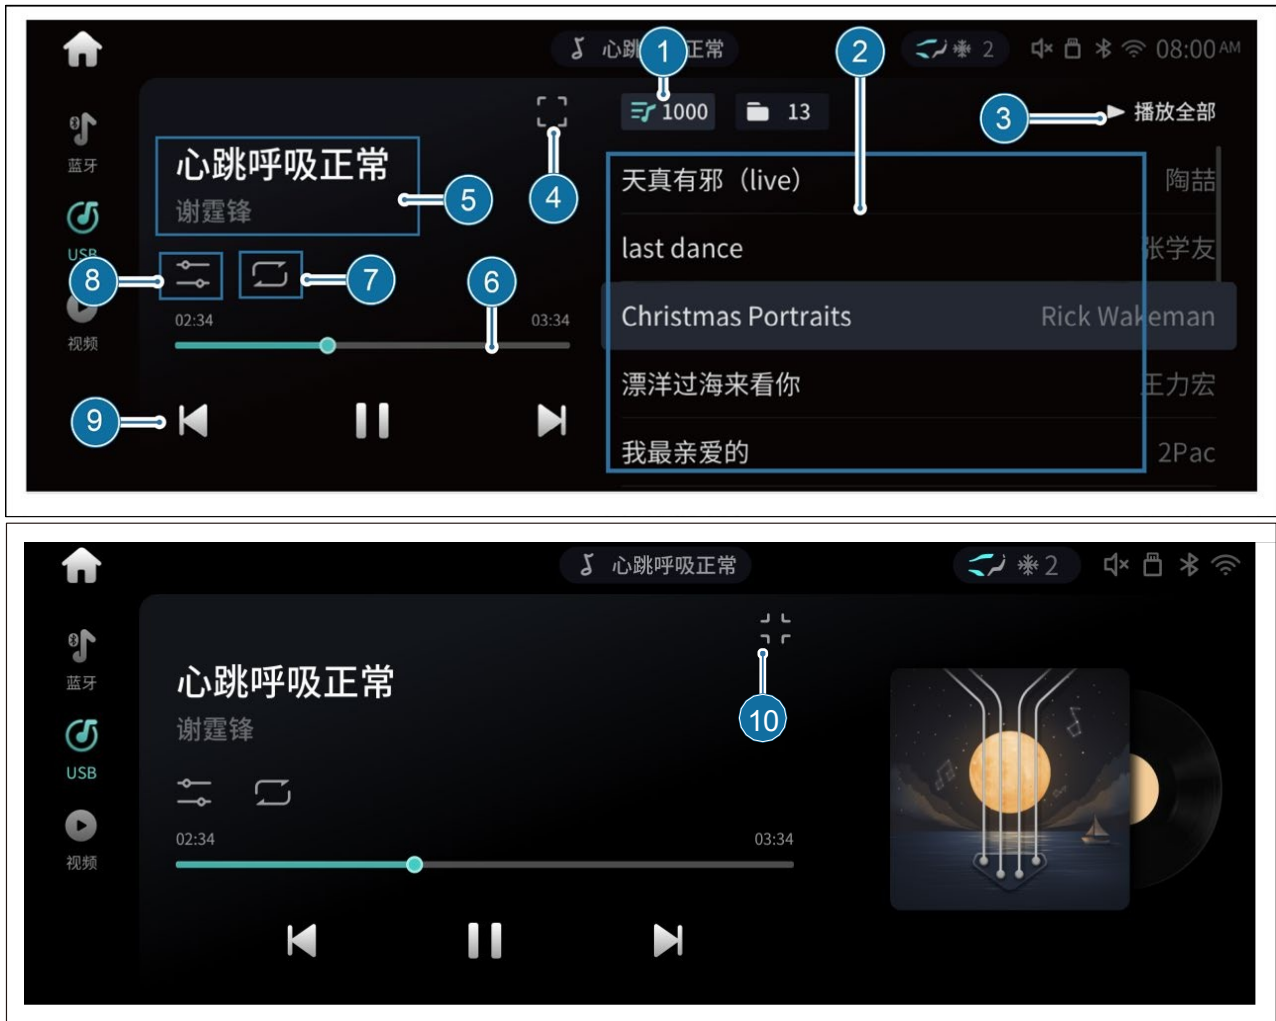 心跳 正常
2
08:00 AM
1
2
3
1000
13
播放全部
蓝牙
USB
视频
心跳呼吸正常
谢霆锋
4
5
6
7
8
9
02:34
03:34
天真有邪（live）
陶喆
last dance
张学友
Christmas Portraits
Rick Wakeman
漂洋过海来看你
王力宏
我最亲爱的
2Pac
心跳呼吸正常
2
蓝牙
USB
视频
心跳呼吸正常
谢霆锋
10
02:34
03:34